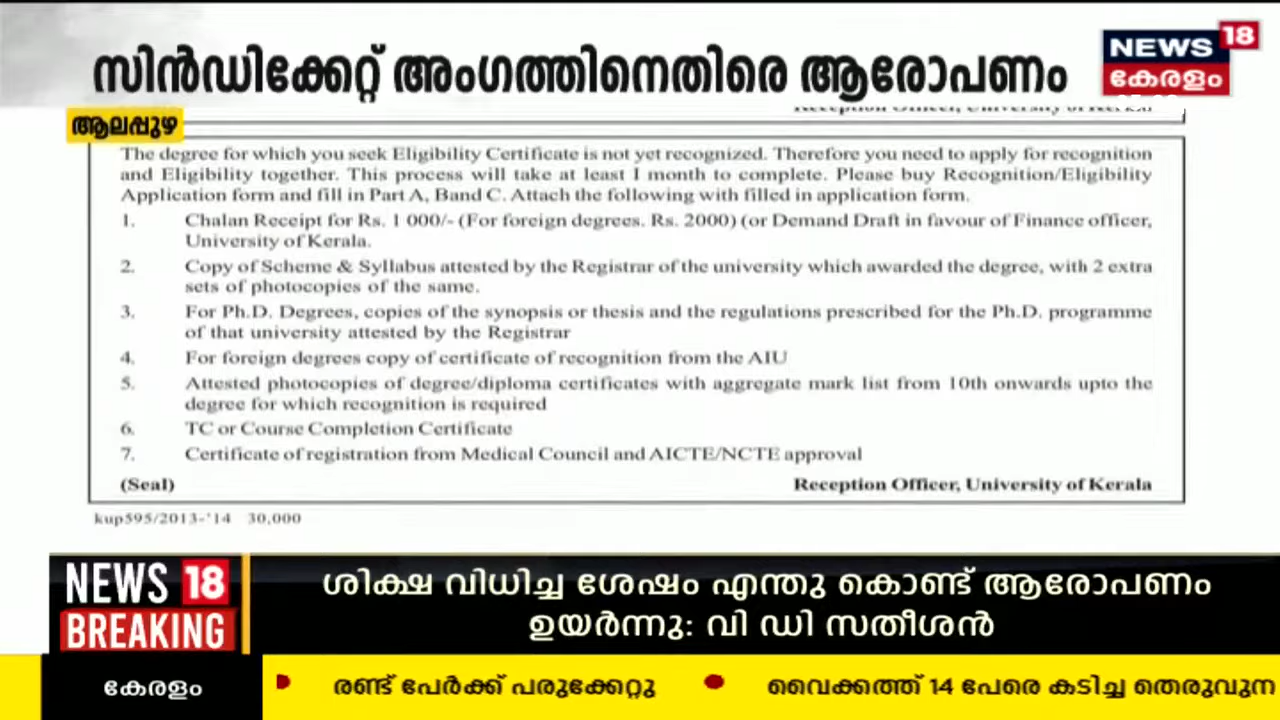 സിൻഡിക്കേറ്റ് അംഗത്തിനെതിരെ ആരോപണം
NEWS 18
കേരളം
ആലപ്പുഴ
Reception Officer, University of Kerala
The degree for which you seek Eligibility Certificate is not yet recognized. Therefore you need to apply for recognition
and Eligibility together. This process will take at least 1 month to complete. Please buy Recognition/Eligibility
Application form and fill in Part A, Band C. Attach the following with filled in application form.
1. Chalan Receipt for Rs. 1 000/- (For foreign degrees. Rs. 2000) (or Demand Draft in favour of Finance officer,
University of Kerala.
2. Copy of Scheme & Syllabus attested by the Registrar of the university which awarded the degree, with 2 extra
sets of photocopies of the same.
3. For Ph.D. Degrees, copies of the synopsis or thesis and the regulations prescribed for the Ph.D. programme
of that university attested by the Registrar
4. For foreign degrees copy of certificate of recognition from the AIU
5. Attested photocopies of degree/diploma certificates with aggregate mark list from 10th onwards upto the
degree for which recognition is required
6. TC or Course Completion Certificate
7. Certificate of registration from Medical Council and AICTE/NCTE approval
(Seal) Reception Officer, University of Kerala
kup595/2013-'14 30,000
NEWS 18
BREAKING
ശിക്ഷ വിധിച്ച ശേഷം എന്തു കൊണ്ട് ആരോപണം
ഉയർന്നു: വി ഡി സതീശൻ
കേരളം
രണ്ട് പേർക്ക് പരുക്കേറ്റു
വൈക്കത്ത് 14 പേരെ കടിച്ച തെരുവുന